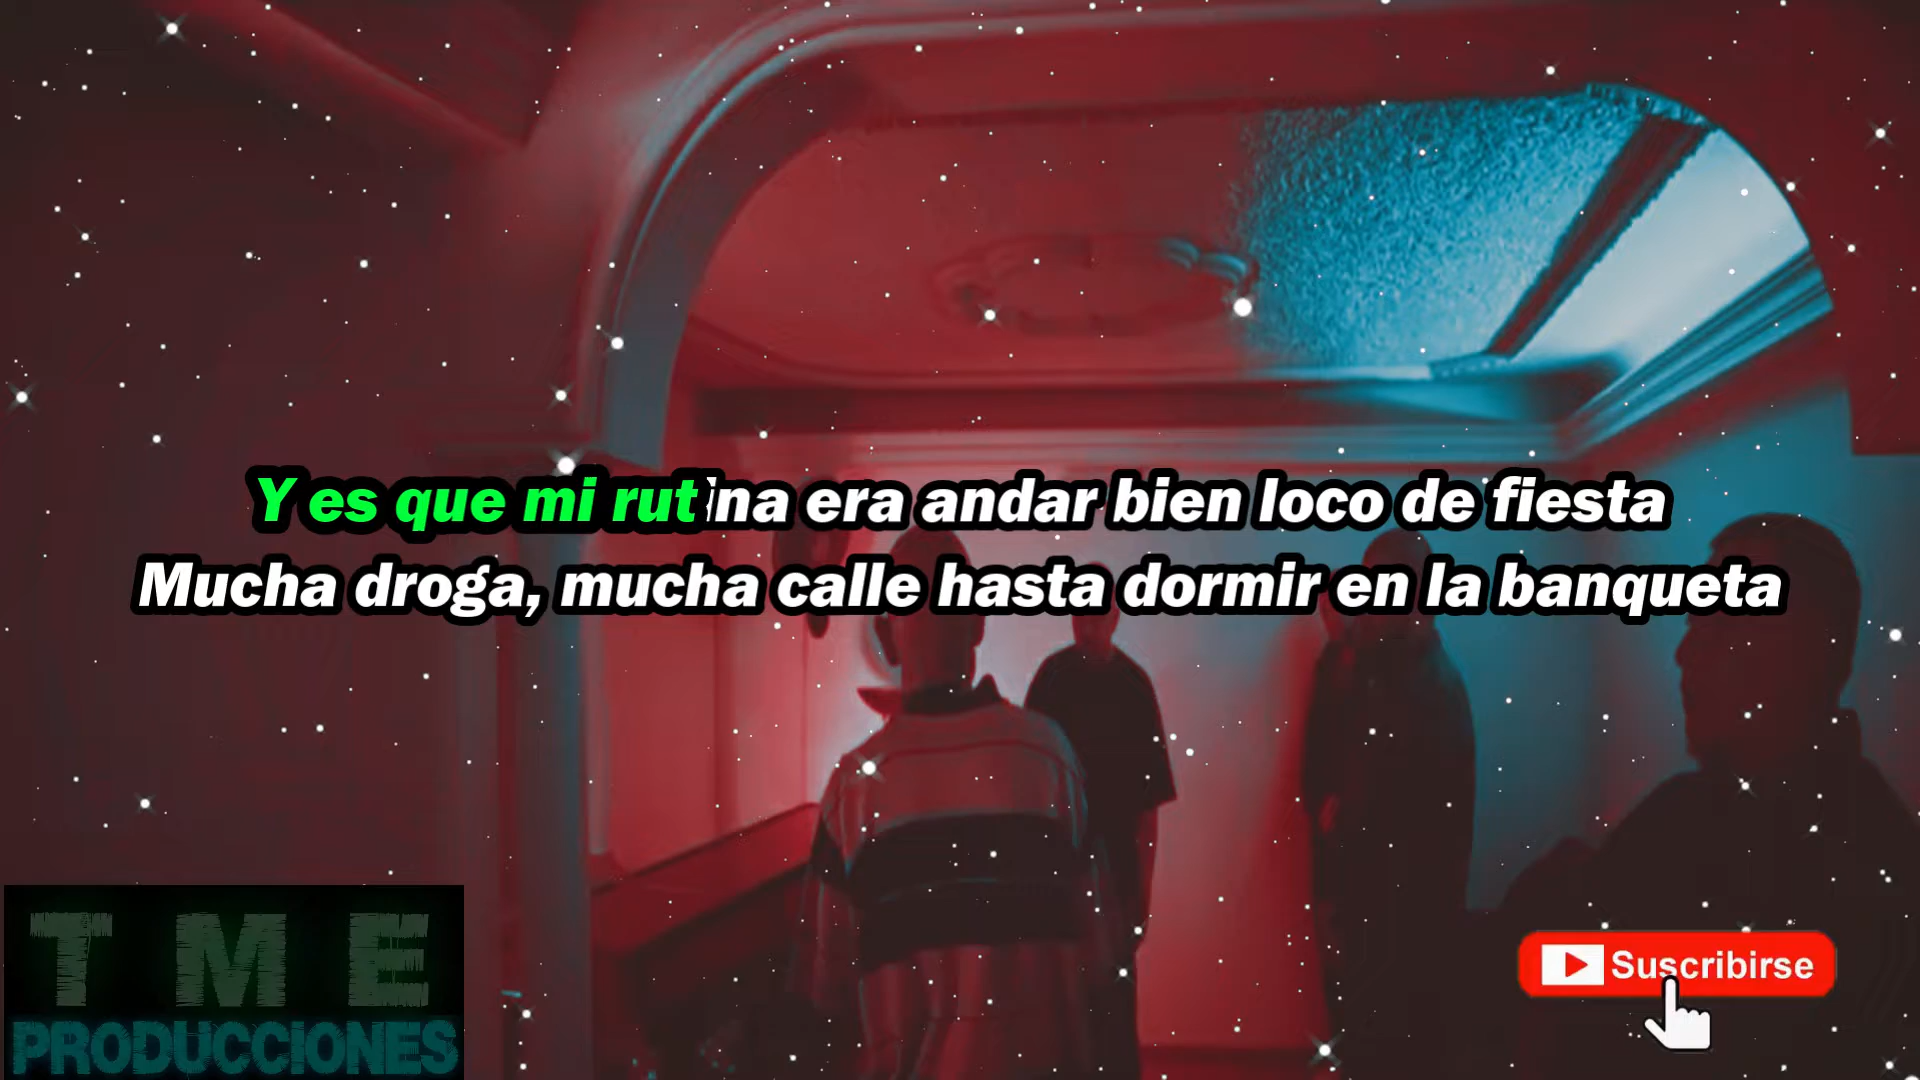 Y es que mi rutina era andar bien loco de fiesta
Mucha droga, mucha calle hasta dormir en la banqueta
TME
PRODUCCIONES
Suscribirse